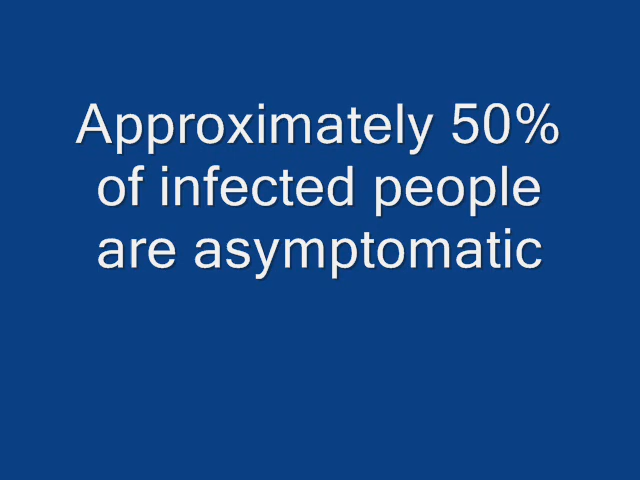 Approximately 50%
of infected people
are asymptomatic